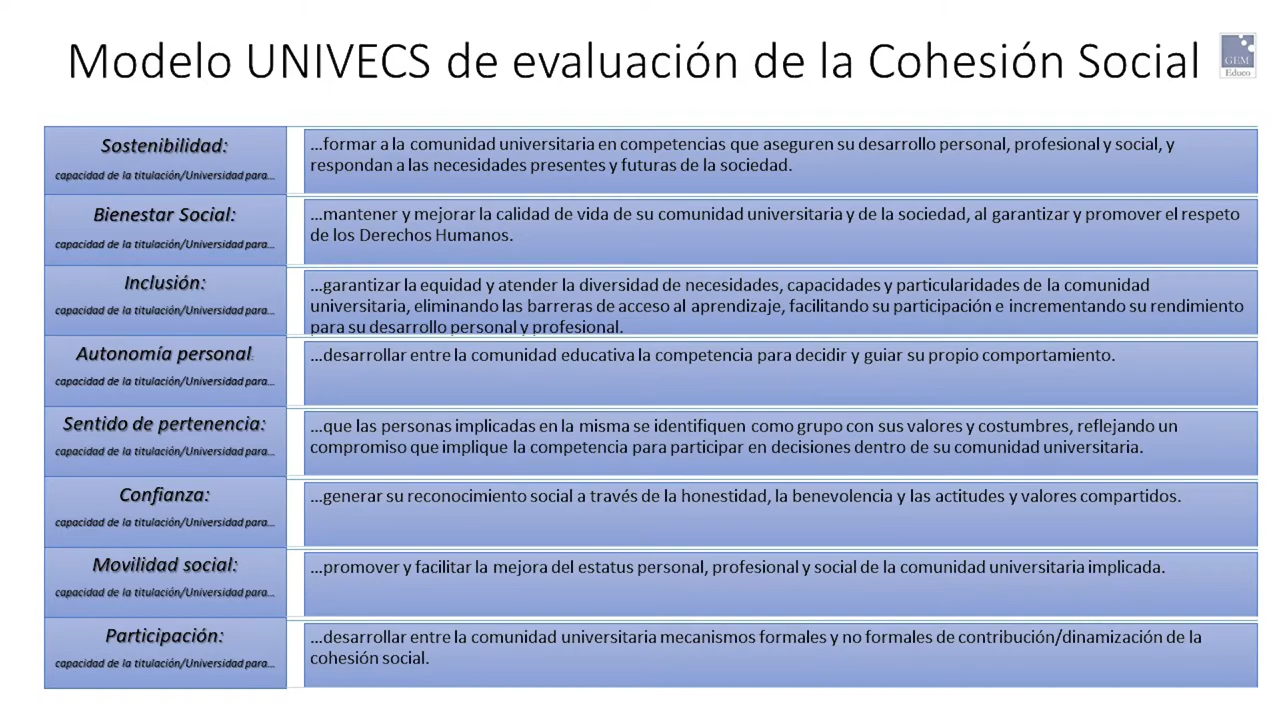 Modelo UNIVECS de evaluación de la Cohesión Social
GEM
Educo
Sostenibilidad:
capacidad de la titulación/Universidad para...
...formar a la comunidad universitaria en competencias que aseguren su desarrollo personal, profesional y social, y
respondan a las necesidades presentes y futuras de la sociedad.
Bienestar Social:
capacidad de la titulación/Universidad para...
...mantener y mejorar la calidad de vida de su comunidad universitaria y de la sociedad, al garantizar y promover el respeto
de los Derechos Humanos.
Inclusión:
capacidad de la titulación/Universidad para...
...garantizar la equidad y atender la diversidad de necesidades, capacidades y particularidades de la comunidad
universitaria, eliminando las barreras de acceso al aprendizaje, facilitando su participación e incrementando su rendimiento
para su desarrollo personal y profesional.
Autonomía personal:
capacidad de la titulación/Universidad para...
...desarrollar entre la comunidad educativa la competencia para decidir y guiar su propio comportamiento.
Sentido de pertenencia:
capacidad de la titulación/Universidad para...
...que las personas implicadas en la misma se identifiquen como grupo con sus valores y costumbres, reflejando un
compromiso que implique la competencia para participar en decisiones dentro de su comunidad universitaria.
Confianza:
capacidad de la titulación/Universidad para...
...generar su reconocimiento social a través de la honestidad, la benevolencia y las actitudes y valores compartidos.
Movilidad social:
capacidad de la titulación/Universidad para...
...promover y facilitar la mejora del estatus personal, profesional y social de la comunidad universitaria implicada.
Participación:
capacidad de la titulación/Universidad para...
...desarrollar entre la comunidad universitaria mecanismos formales y no formales de contribución/dinamización de la
cohesión social.